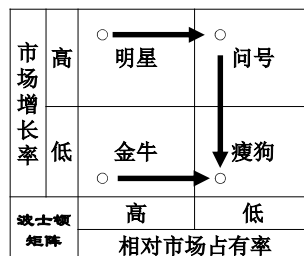 市场增长率
高
明星
问号
低
金牛
瘦狗
波士顿
矩阵
高
低
相对市场占有率